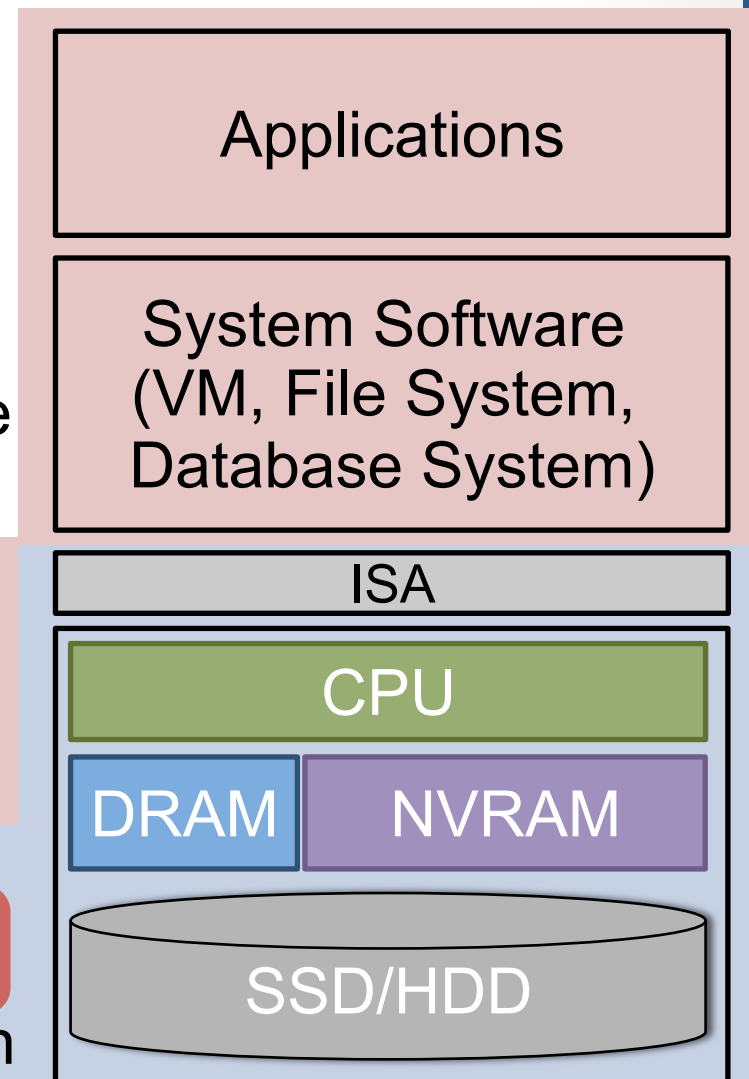 Applications
System Software
(VM, File System,
Database System)
ISA
CPU
DRAM NVRAM
SSD/HDD